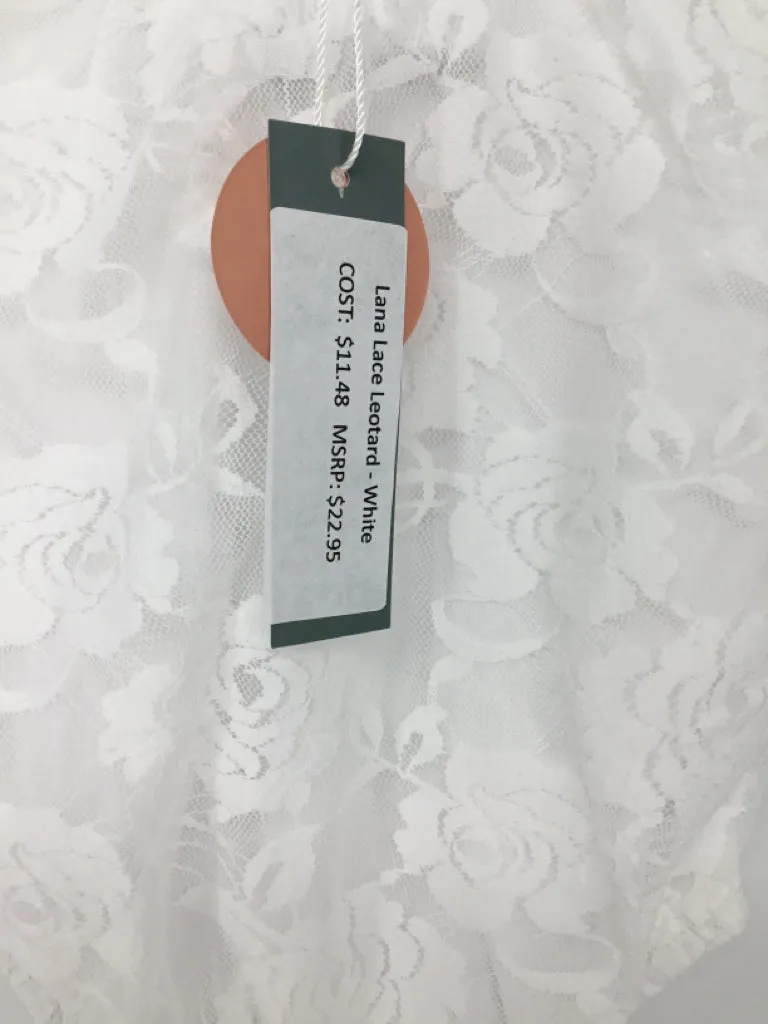 Lana Lace Leotard - White
COST: $11.48 MSRP: $22.95